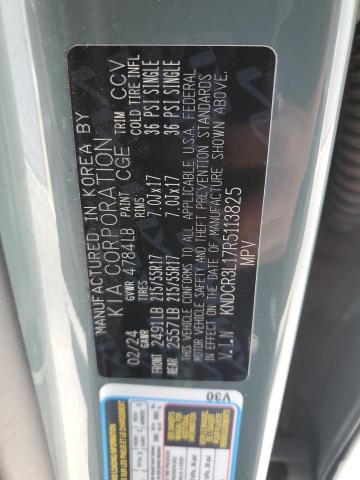 MANUFACTURED IN KOREA BY
KIA CORPORATION
02/24 GVWR 4784LB PAINT CGE TRIM CCV
GAWR TIRE RIMS COLD TIRE INFL
FRONT 2491LB 215/55R17 7.0JX17 36 PSI SINGLE
REAR 2557LB 215/55R17 7.0JX17 36 PSI SINGLE
THIS VEHICLE CONFORMS TO ALL APPLICABLE U.S.A. FEDERAL
MOTOR VEHICLE SAFETY AND THEFT PREVENTION STANDARDS
IN EFFECT ON THE DATE OF MANUFACTURE SHOWN ABOVE.
V.I.N KNDCR3L17R5113825
MPV
V30